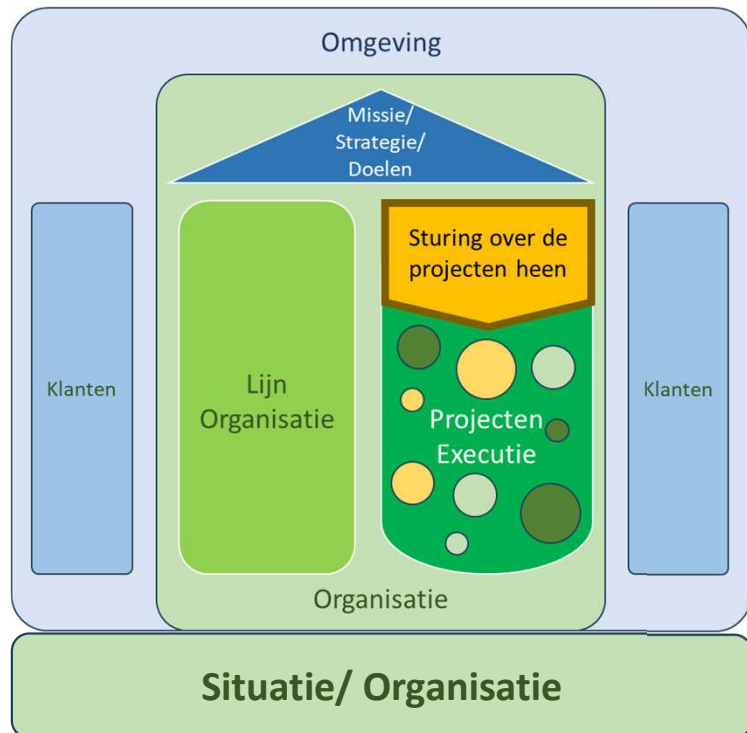 Omgeving
Missie/
Strategie/
Doelen
Sturing over de
projecten heen
Klanten
Lijn
Organisatie
Projecten
Executie
Klanten
Organisatie
Situatie/ Organisatie